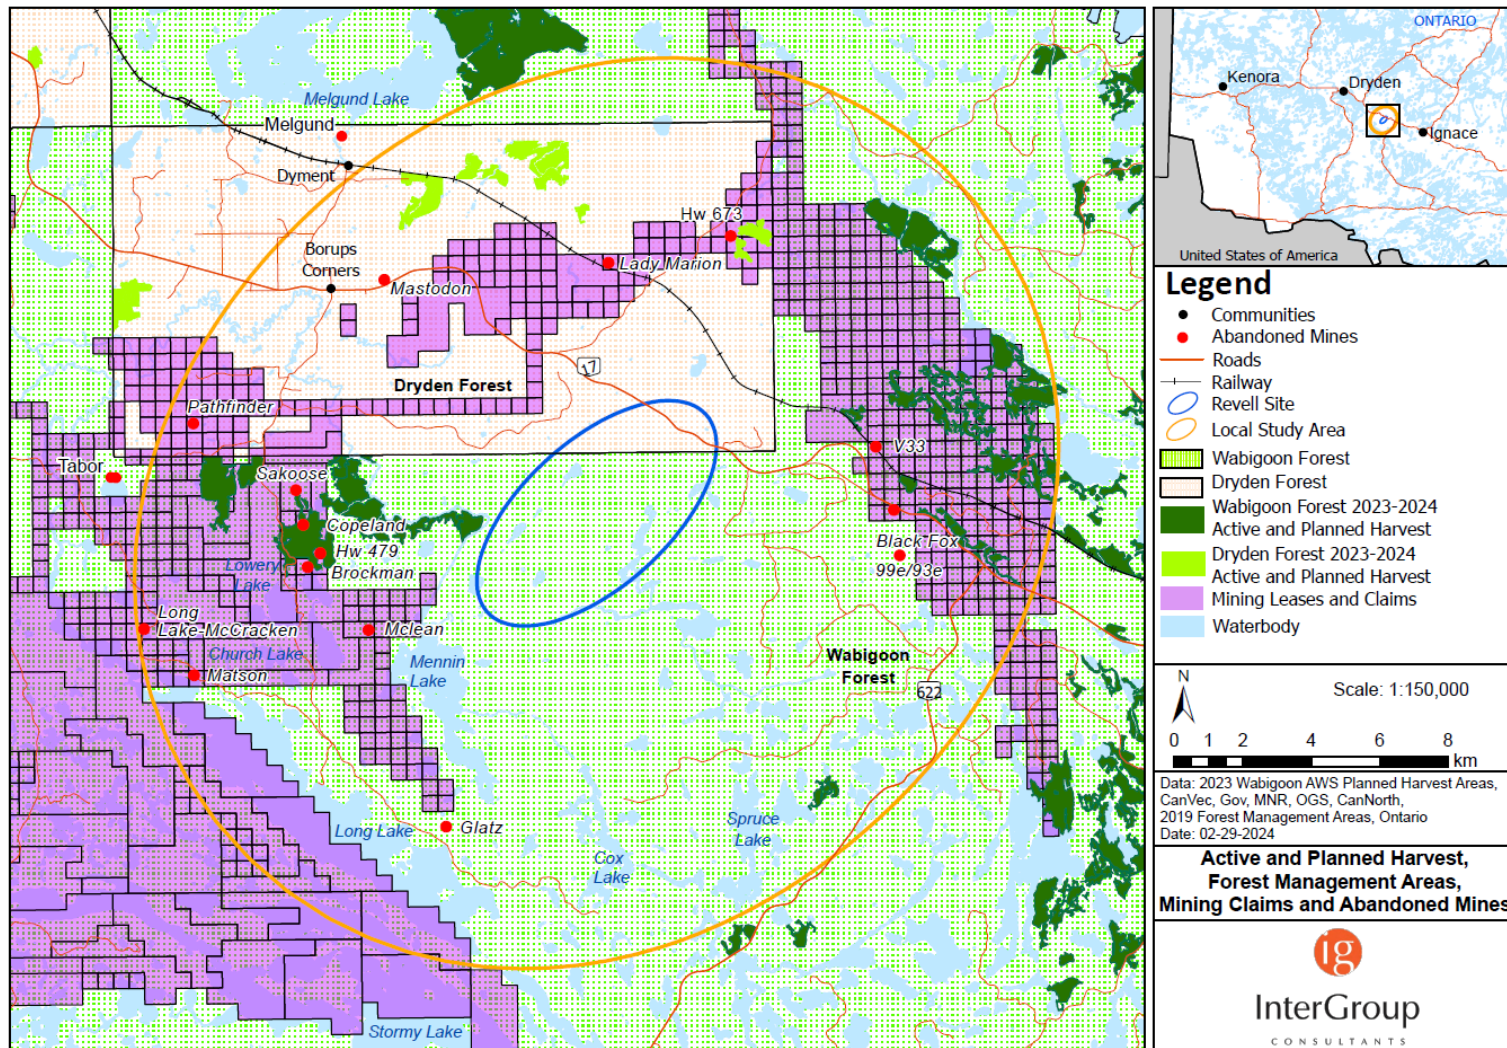 Melgund Lake
Melgund
Dyment
Borups
Corners
Mastodon
Hw 673
Lady Marion
17
Dryden Forest
Pathfinder
Tabor
Sakoose
Copeland
Hw 479
Brockman
Lowery
Lake
V33
Black Fox
99e/93e
Long
Lake-McCracken
Mclean
Church Lake
Matson
Mennin
Lake
Wabigoon
Forest
622
Long Lake
Glatz
Spruce
Lake
Cox
Lake
Stormy Lake
ONTARIO
Kenora
Dryden
Ignace
United States of America
Legend
Communities
Abandoned Mines
Roads
Railway
Revell Site
Local Study Area
Wabigoon Forest
Dryden Forest
Wabigoon Forest 2023-2024
Active and Planned Harvest
Dryden Forest 2023-2024
Active and Planned Harvest
Mining Leases and Claims
Waterbody
N
Scale: 1:150,000
0 1 2 4 6 8
km
Data: 2023 Wabigoon AWS Planned Harvest Areas,
CanVec, Gov, MNR, OGS, CanNorth,
2019 Forest Management Areas, Ontario
Date: 02-29-2024
Active and Planned Harvest,
Forest Management Areas,
Mining Claims and Abandoned Mines
ig
InterGroup
CONSULTANTS